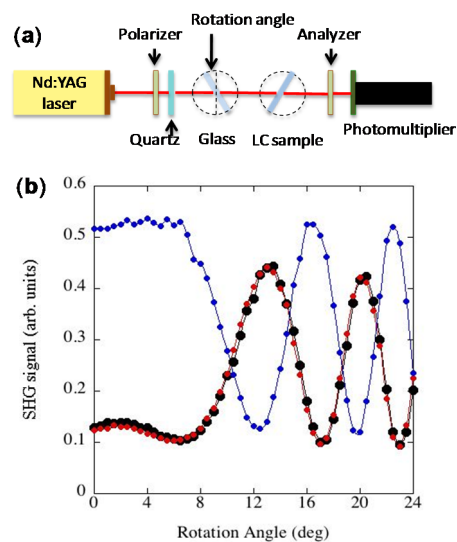 (a)
Rotation angle
Polarizer
Analyzer
Nd:YAG
laser
Quartz
Glass
LC sample
Photomultiplier
(b)
0.6
0.5
0.4
0.3
0.2
0.1
0
SHG signal (arb. units)
0 4 8 12 16 20 24
Rotation Angle (deg)